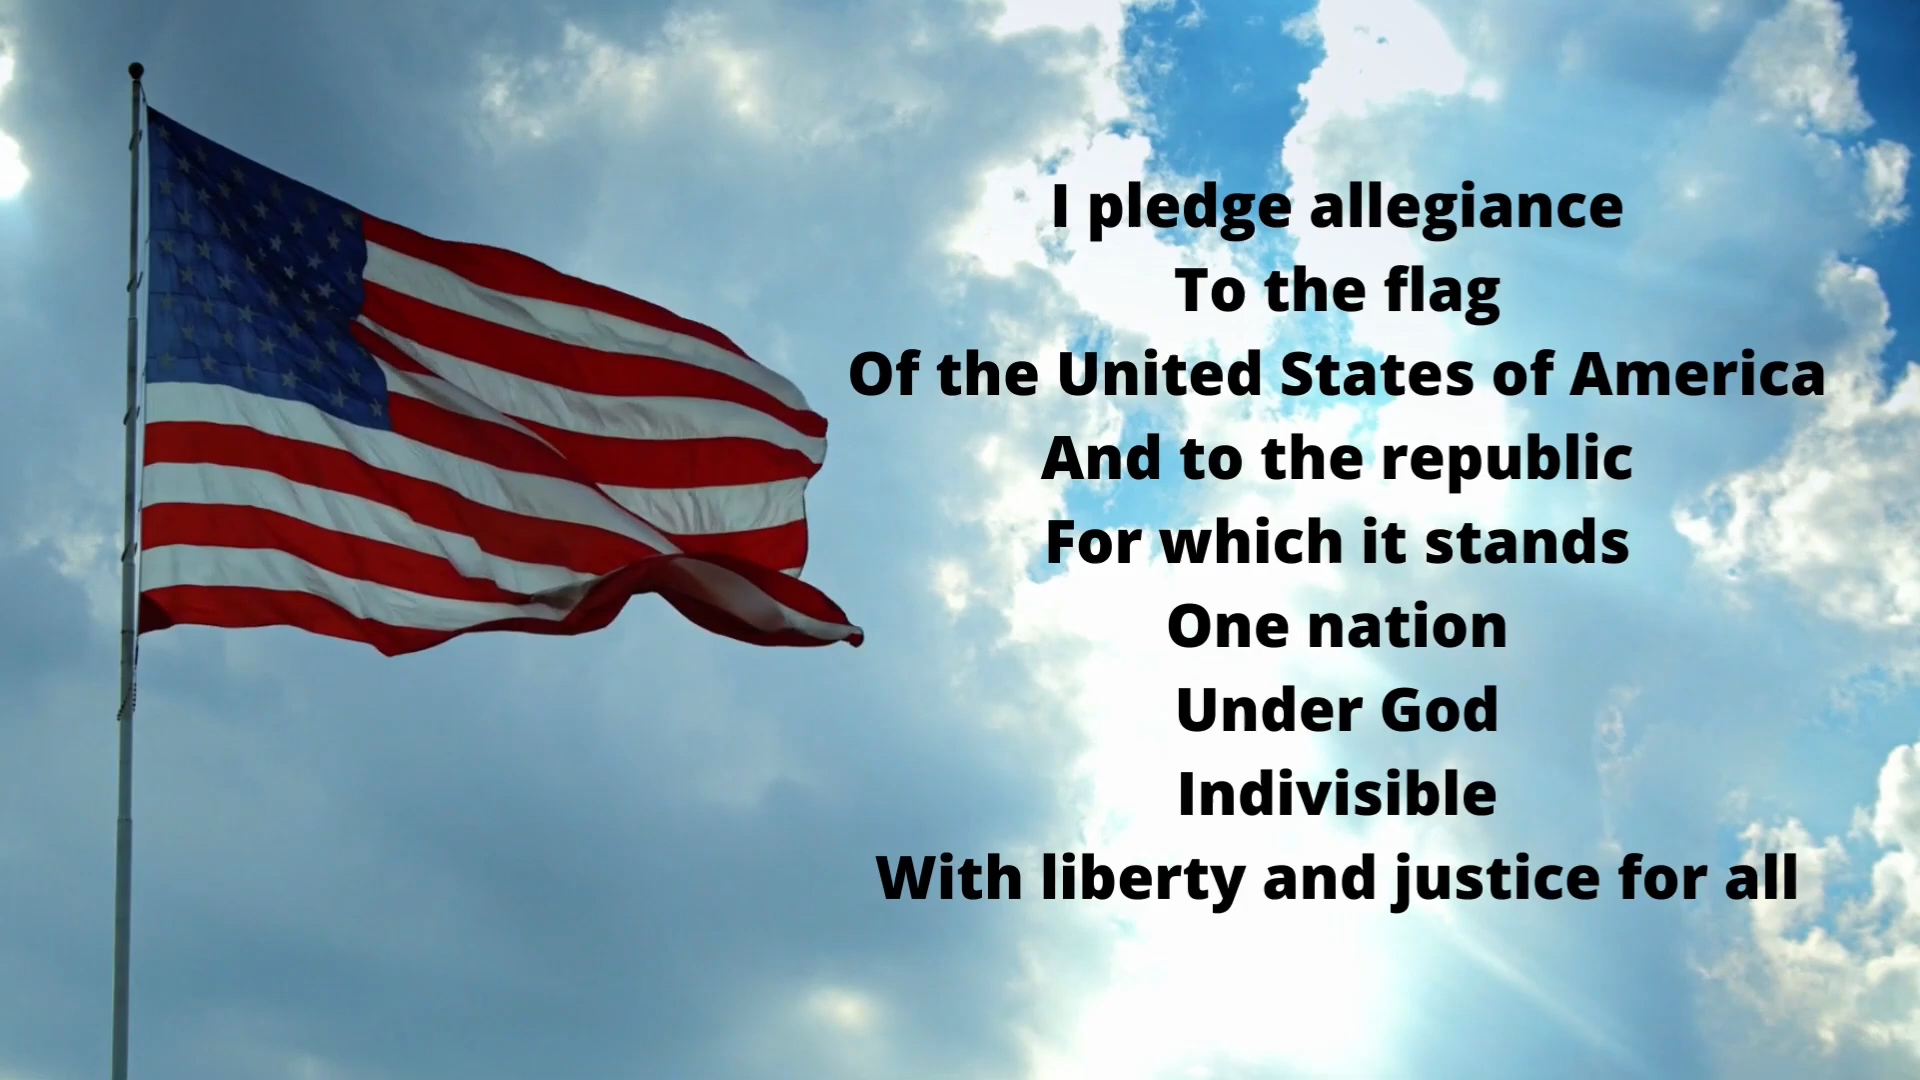 I pledge allegiance
To the flag
Of the United States of America
And to the republic
For which it stands
One nation
Under God
Indivisible
With liberty and justice for all